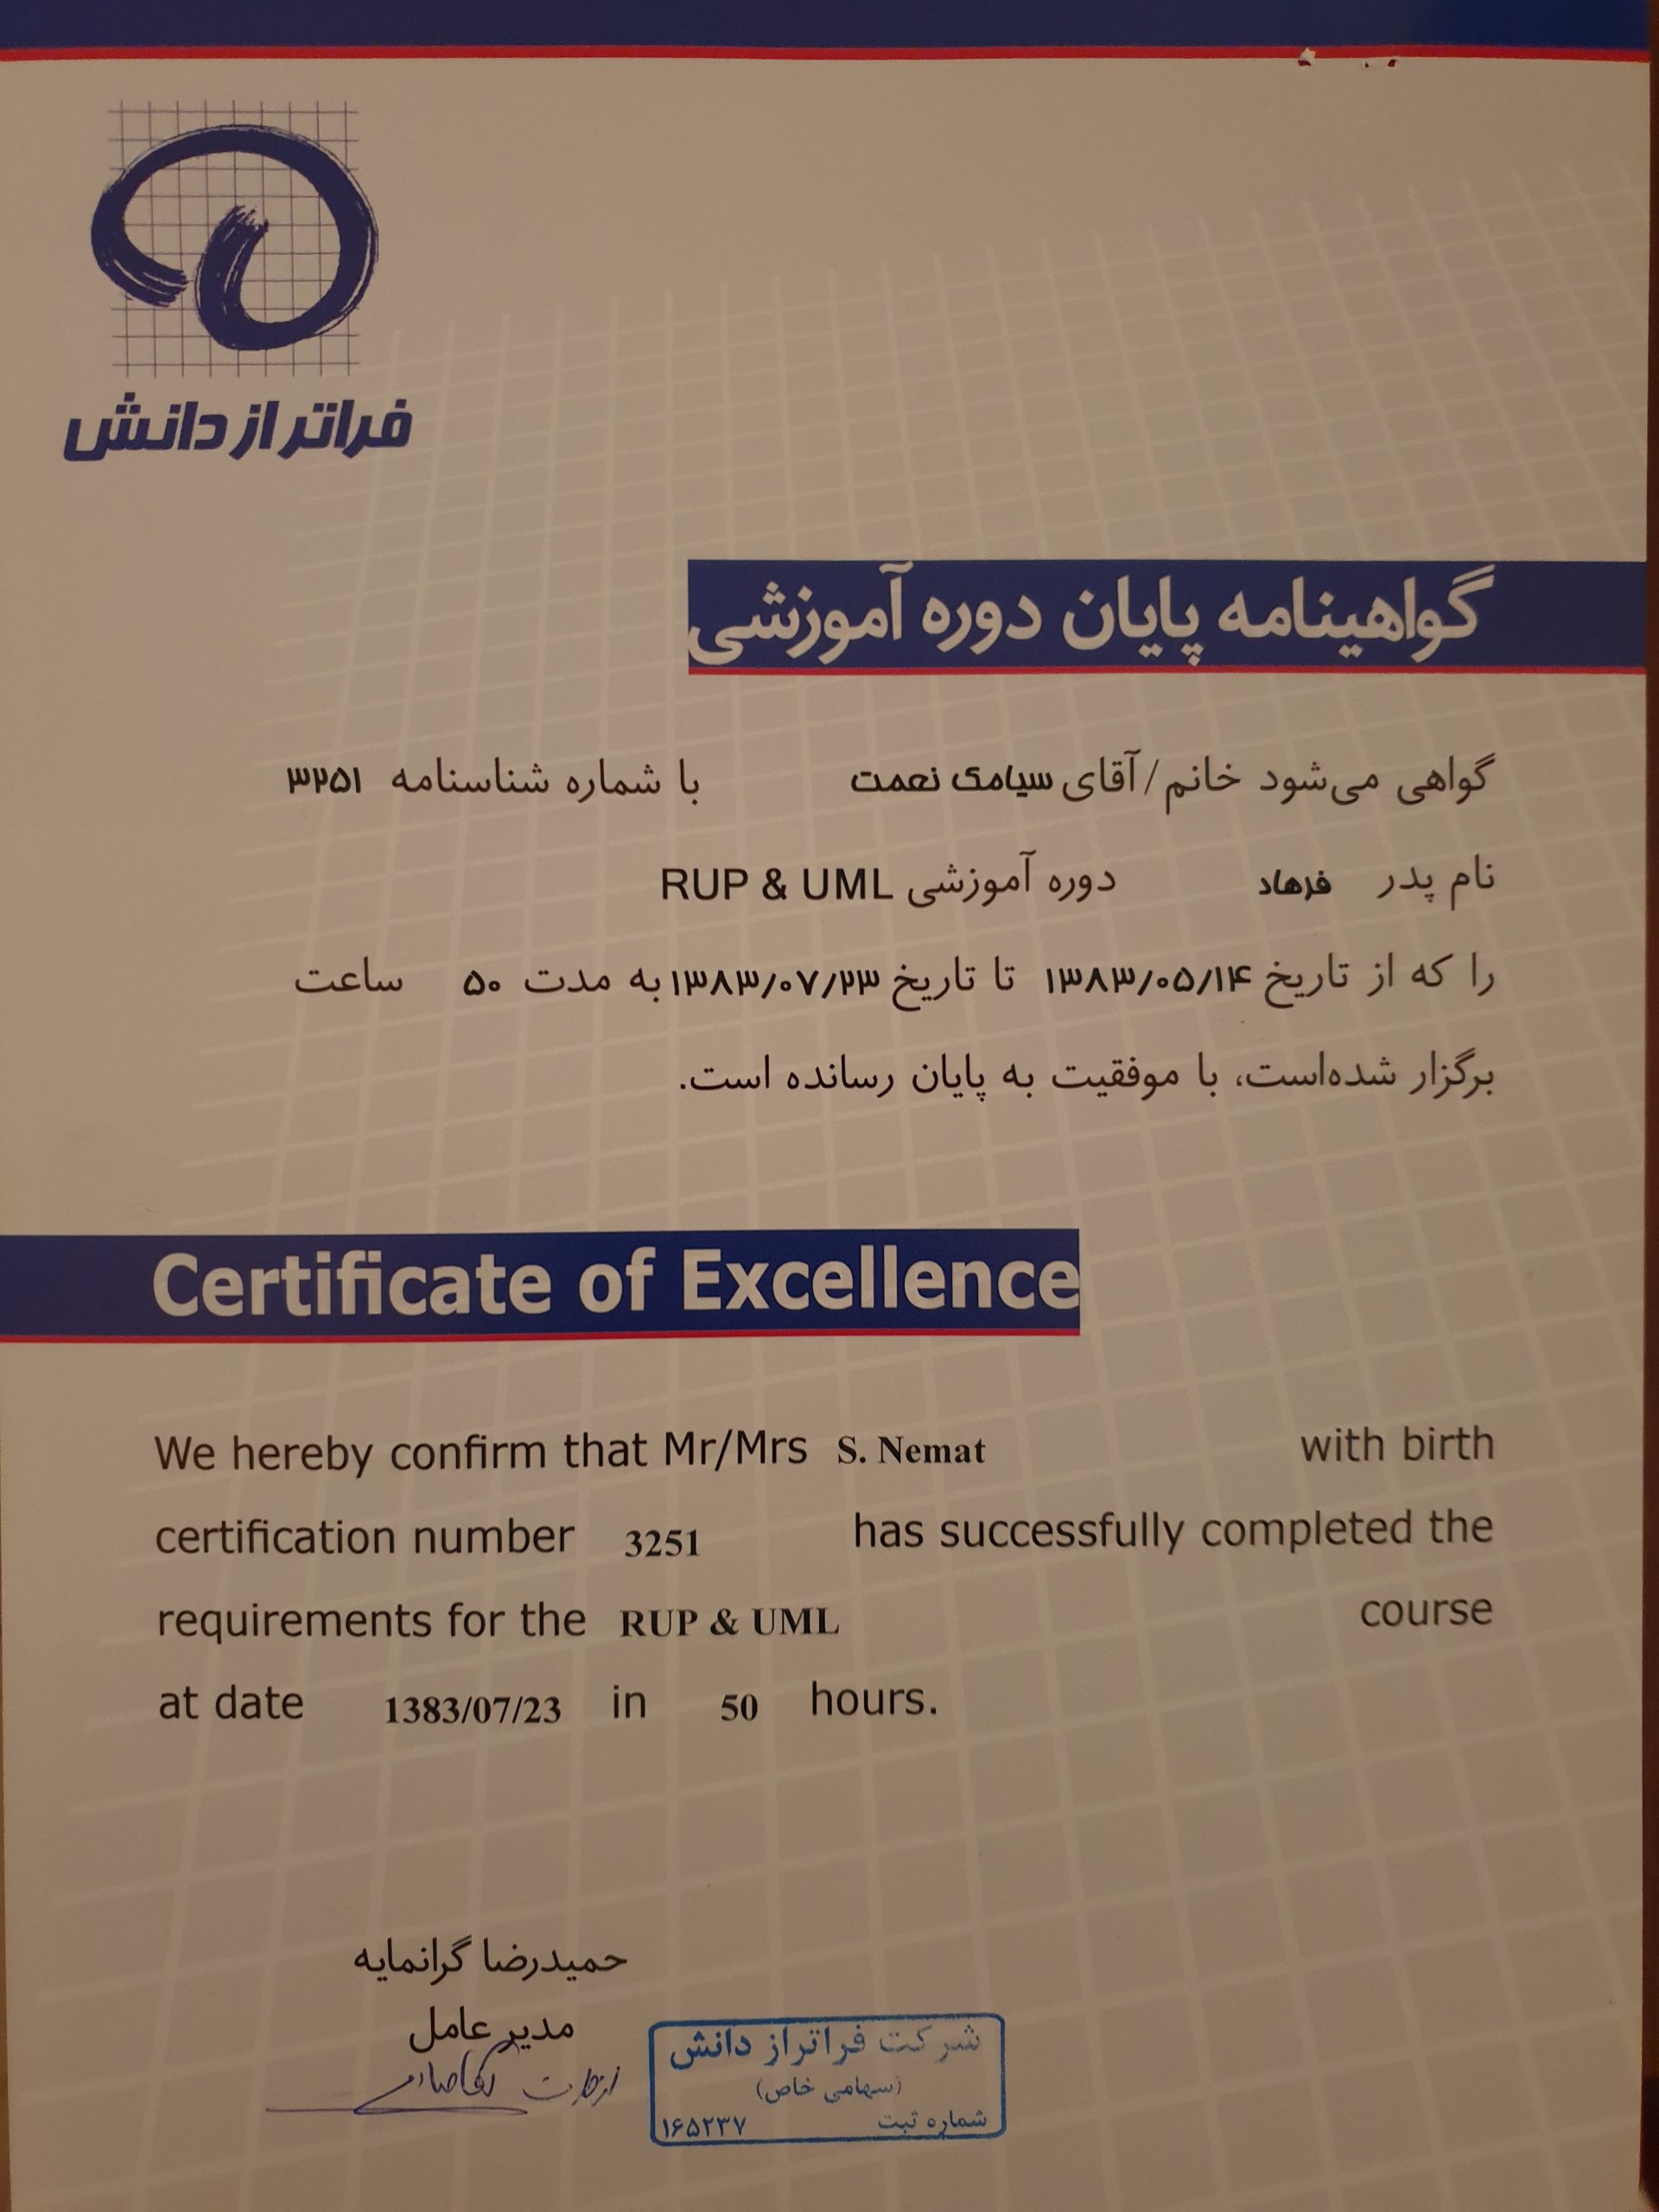 فراتر از دانش
گواهینامه پایان دوره آموزشی
گواهی می‌شود خانم/آقای سیامک نعمت با شماره شناسنامه ۳۲۵۱
نام پدر فرهاد دوره آموزشی RUP & UML
را که از تاریخ ۱۳۸۳/۰۵/۱۴ تا تاریخ ۱۳۸۳/۰۷/۲۳ به مدت ۵۰ ساعت
برگزار شده‌است، با موفقیت به پایان رسانده است.
Certificate of Excellence
We hereby confirm that Mr/Mrs S. Nemat with birth
certification number 3251 has successfully completed the
requirements for the RUP & UML course
at date 1383/07/23 in 50 hours.
حمیدرضا گرانمایه
مدیر عامل
شرکت فراتر از دانش
(سهامی خاص)
شماره ثبت ۱۶۵۲۳۷